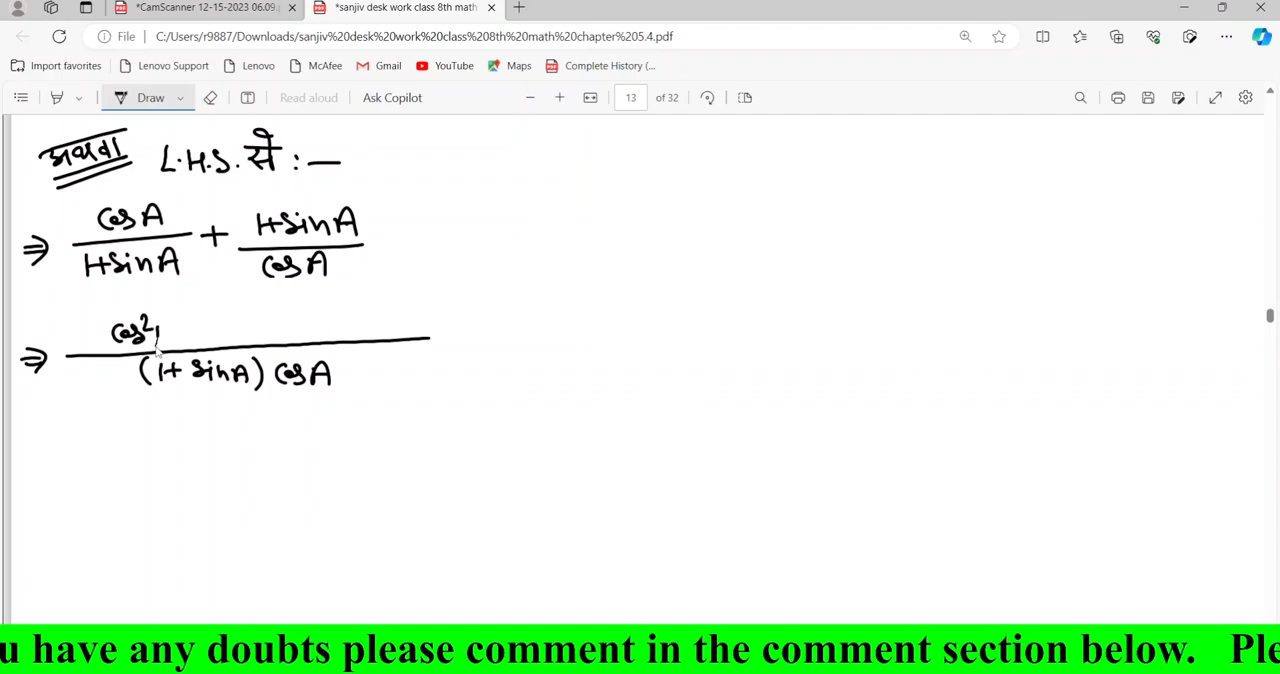 *CamScanner 12-15-2023 06.09.
*sanjiv desk work class 8th math
File C:/Users/r9887/Downloads/sanjiv%20desk%20work%20class%208th%20math%20chapter%205.4.pdf
Import favorites Lenovo Support Lenovo McAfee Gmail YouTube Maps Complete History (...
Draw Read aloud Ask Copilot 13 of 32
अथवा L.H.S. से :—
⇒ cosA/1+sinA + 1+sinA/cosA
⇒ cos²
(1+ sinA) cosA
u have any doubts please comment in the comment section below. Ple